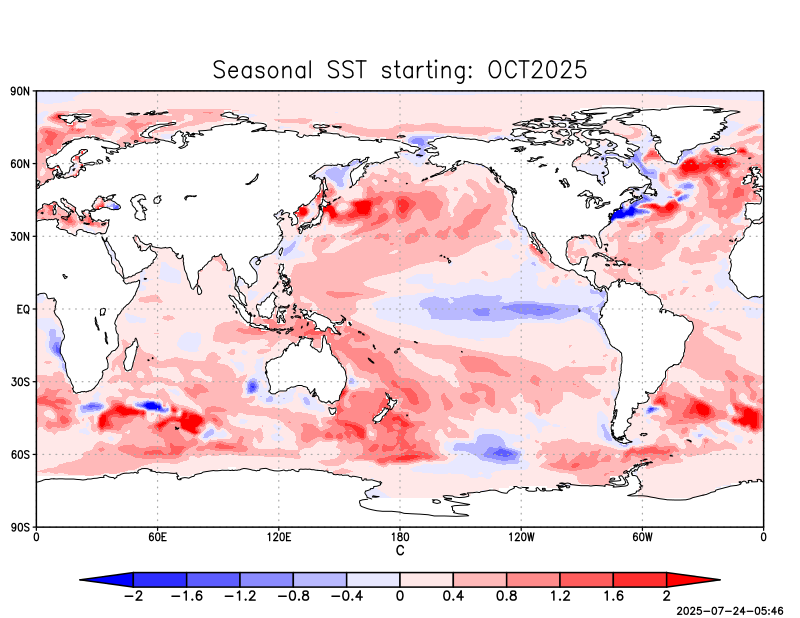 Seasonal SST starting: OCT2025
90N
60N
30N
EQ
30S
60S
90S
0 60E 120E 180 120W 60W 0
C
−2 −1.6 −1.2 −0.8 −0.4 0 0.4 0.8 1.2 1.6 2
2025-07-24-05:46